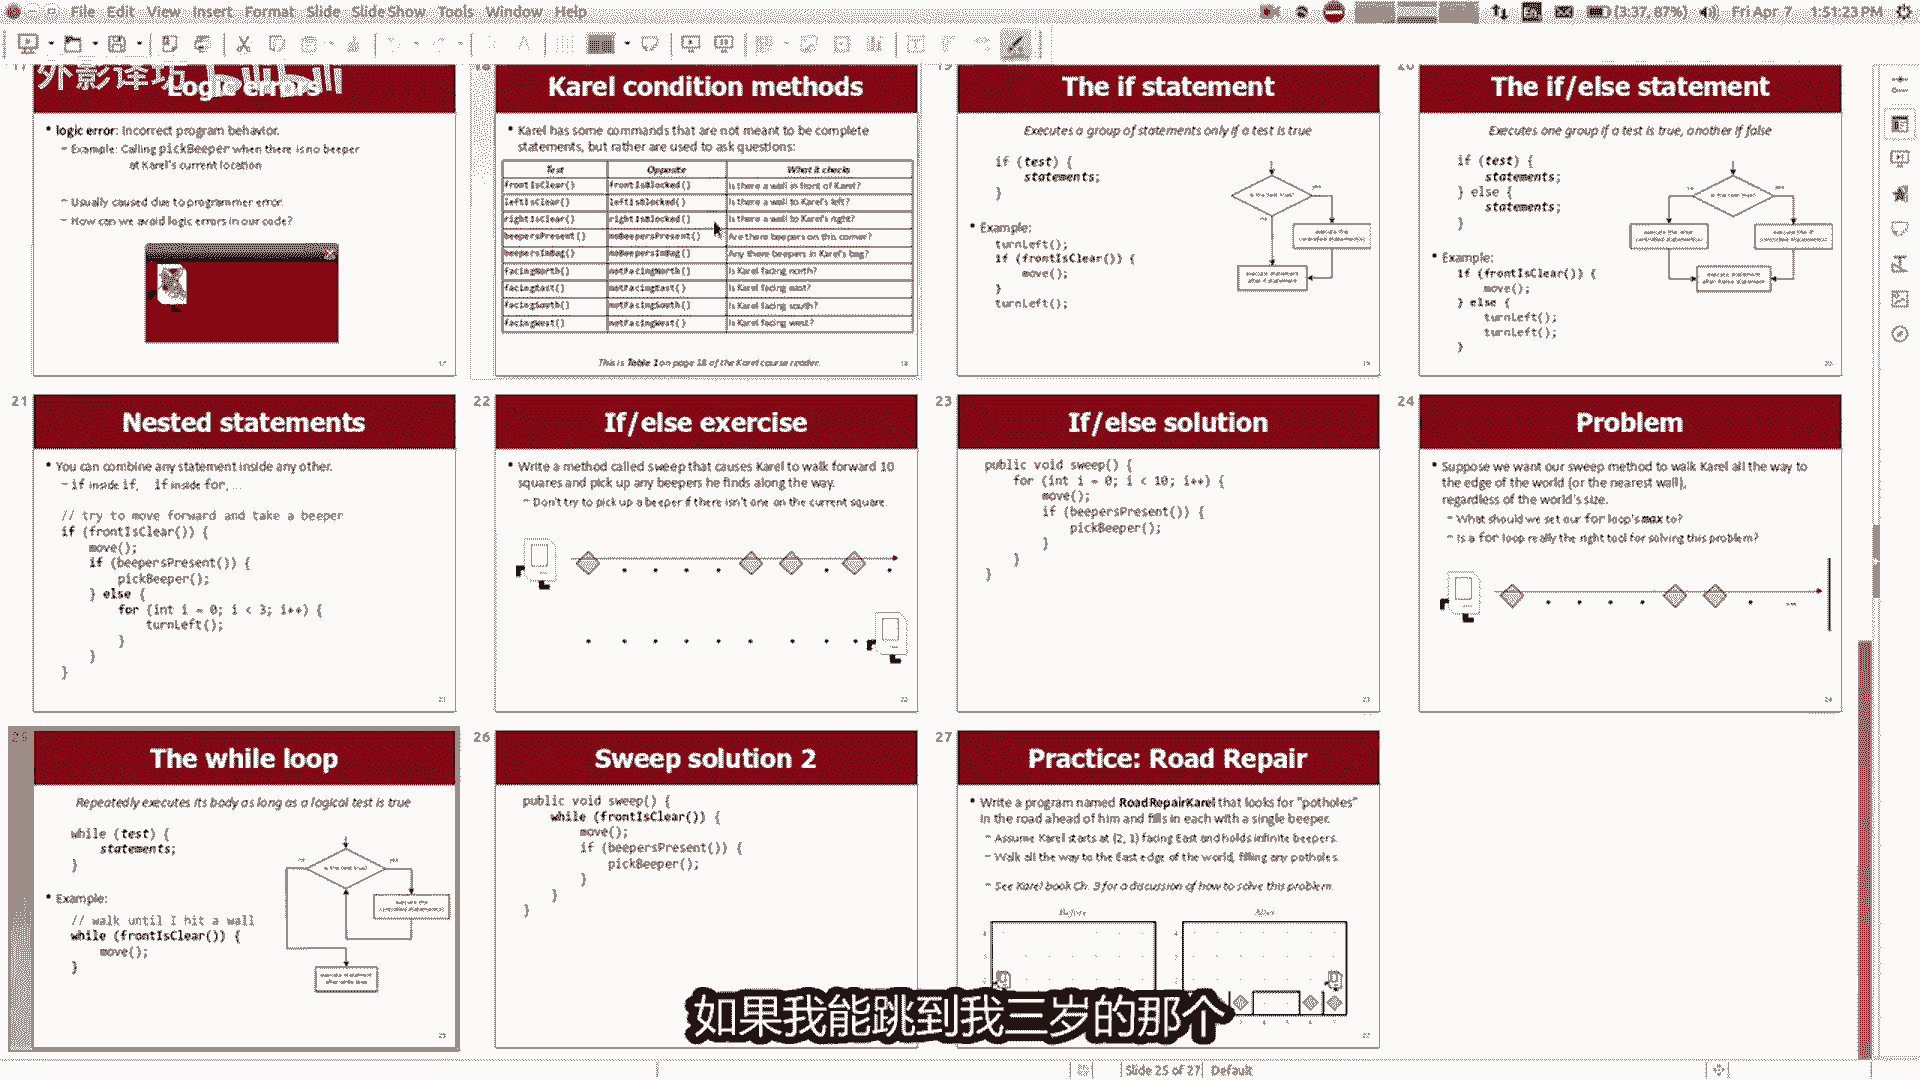 File Edit View Insert Format Slide Slide Show Tools Window Help
(3:37, 87%) Fri Apr 7 1:51:23 PM
外影译坊 bilibili
17
Logic errors
• logic error: Incorrect program behavior.
– Example: Calling pickBeeper when there is no beeper
at Karel's current location
– Usually caused due to programmer error.
– How can we avoid logic errors in our code?
17
18
Karel condition methods
• Karel has some commands that are not meant to be complete
statements, but rather are used to ask questions:
Test Opposite What it checks
frontIsClear() frontIsBlocked() Is there a wall in front of Karel?
leftIsClear() leftIsBlocked() Is there a wall to Karel's left?
rightIsClear() rightIsBlocked() Is there a wall to Karel's right?
beepersPresent() noBeepersPresent() Are there beepers on this corner?
beepersInBag() noBeepersInBag() Any there beepers in Karel's bag?
facingNorth() notFacingNorth() Is Karel facing north?
facingEast() notFacingEast() Is Karel facing east?
facingSouth() notFacingSouth() Is Karel facing south?
facingWest() notFacingWest() Is Karel facing west?
This is Table 1 on page 18 of the Karel course reader.
18
19
The if statement
Executes a group of statements only if a test is true
if (test) {
statements;
}
• Example:
turnLeft();
if (frontIsClear() {
move();
}
turnLeft();
19
20
The if/else statement
Executes one group if a test is true, another if false
if (test) {
statements;
} else {
statements;
}
• Example:
if (frontIsClear() {
move();
} else {
turnLeft();
turnLeft();
}
20
21
Nested statements
• You can combine any statement inside any other.
– if inside if, if inside for, ...
// try to move forward and take a beeper
if (frontIsClear() {
move();
if (beepersPresent() {
pickBeeper();
} else {
for (int i = 0; i < 3; i++) {
turnLeft();
}
}
}
21
22
If/else exercise
• Write a method called sweep that causes Karel to walk forward 10
squares and pick up any beepers he finds along the way.
– Don't try to pick up a beeper if there isn't one on the current square.
22
23
If/else solution
public void sweep() {
for (int i = 0; i < 10; i++) {
move();
if (beepersPresent() {
pickBeeper();
}
}
}
23
24
Problem
• Suppose we want our sweep method to walk Karel all the way to
the edge of the world (or the nearest wall),
regardless of the world's size.
– What should we set our for loop's max to?
– Is a for loop really the right tool for solving this problem?
24
25
The while loop
Repeatedly executes its body as long as a logical test is true
while (test) {
statements;
}
• Example:
// walk until I hit a wall
while (frontIsClear() {
move();
}
25
26
Sweep solution 2
public void sweep() {
while (frontIsClear() {
move();
if (beepersPresent() {
pickBeeper();
}
}
}
27
Practice: Road Repair
• Write a program named RoadRepairKarel that looks for "potholes"
in the road ahead of him and fills in each with a single beeper.
– Assume Karel starts at (2, 1) facing East and holds infinite beepers.
– Walk all the way to the East edge of the world, filling any potholes.
– See Karel book Ch. 3 for a discussion of how to solve this problem.
Before After
27
如果我能跳到我三岁的那个
Slide 25 of 27 Default